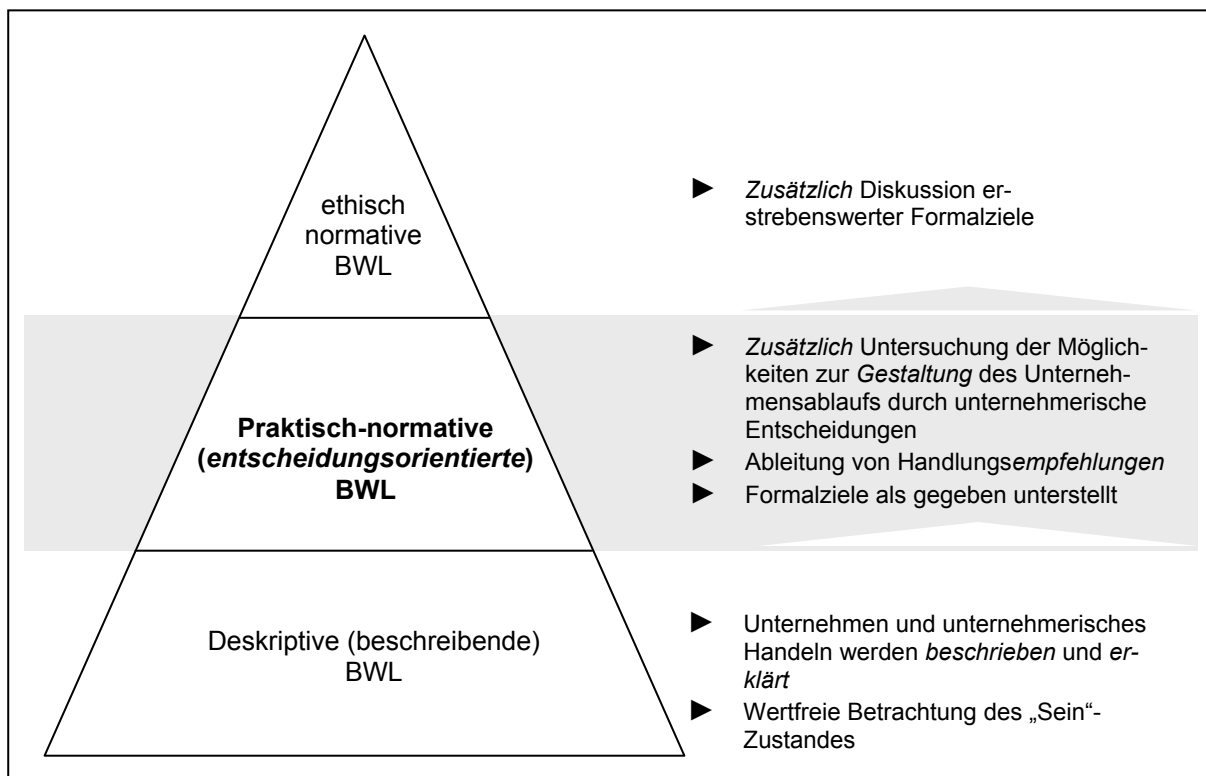 ethisch
normative
BWL
► Zusätzlich Diskussion er-
strebenswerter Formalziele
Praktisch-normative
(entscheidungsorientierte)
BWL
► Zusätzlich Untersuchung der Möglich-
keiten zur Gestaltung des Unterneh-
mensablaufs durch unternehmerische
Entscheidungen
► Ableitung von Handlungsempfehlungen
► Formalziele als gegeben unterstellt
Deskriptive (beschreibende)
BWL
► Unternehmen und unternehmerisches
Handeln werden beschrieben und er-
klärt
► Wertfreie Betrachtung des „Sein“-
Zustandes